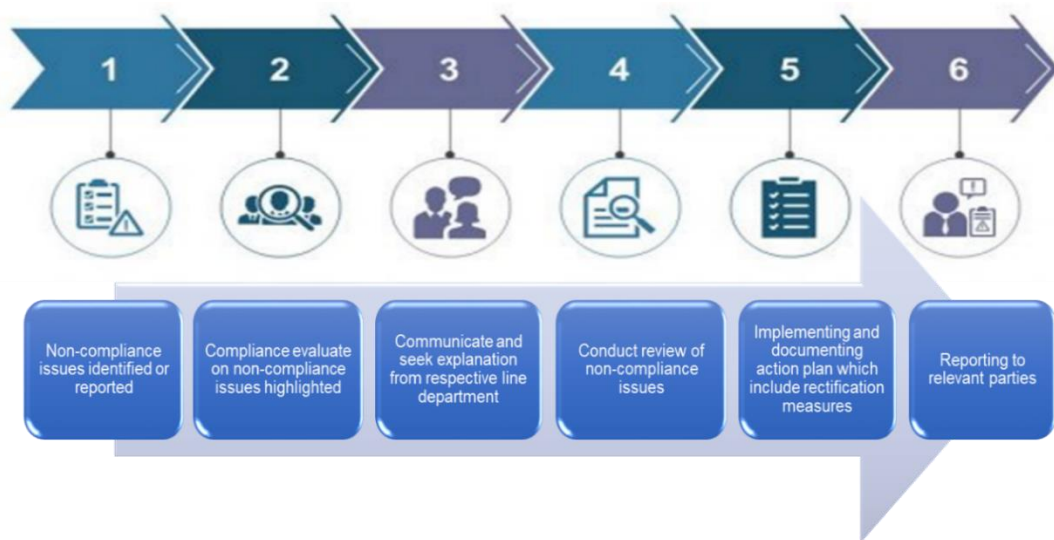 1
2
3
4
5
6
Non-compliance
issues identified or
reported
Compliance evaluate
on non-compliance
issues highlighted
Communicate and
seek explanation
from respective line
department
Conduct review of
non-compliance
issues
Implementing and
documenting
action plan which
include rectification
measures
Reporting to
relevant parties